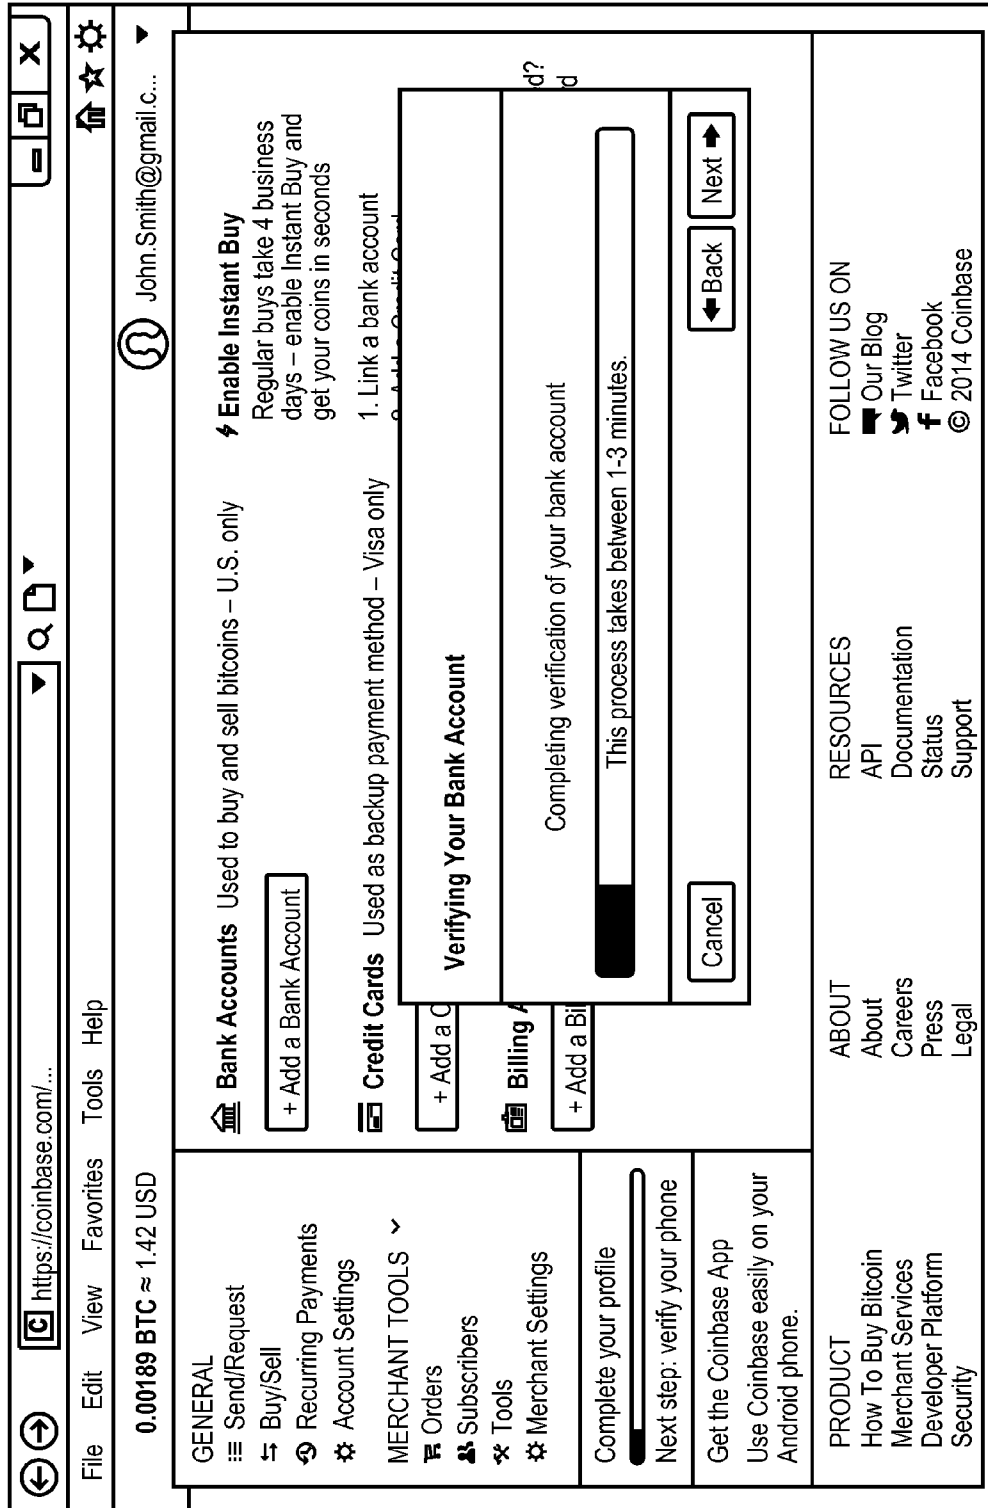 https://coinbase.com/...
File Edit View Favorites Tools Help
0.00189 BTC ≈ 1.42 USD
John.Smith@gmail.c...
GENERAL
Send/Request
Buy/Sell
Recurring Payments
Account Settings
MERCHANT TOOLS
Orders
Subscribers
Tools
Merchant Settings
Complete your profile
Next step: verify your phone
Get the Coinbase App
Use Coinbase easily on your
Android phone.
Bank Accounts Used to buy and sell bitcoins – U.S. only
+ Add a Bank Account
Credit Cards Used as backup payment method – Visa only
+ Add a C
Billing A
+ Add a Bil
Enable Instant Buy
Regular buys take 4 business
days – enable Instant Buy and
get your coins in seconds
1. Link a bank account
ed?
rd
Verifying Your Bank Account
Completing verification of your bank account
This process takes between 1-3 minutes.
Cancel
Back
Next
PRODUCT
How To Buy Bitcoin
Merchant Services
Developer Platform
Security
ABOUT
About
Careers
Press
Legal
RESOURCES
API
Documentation
Status
Support
FOLLOW US ON
Our Blog
Twitter
Facebook
© 2014 Coinbase